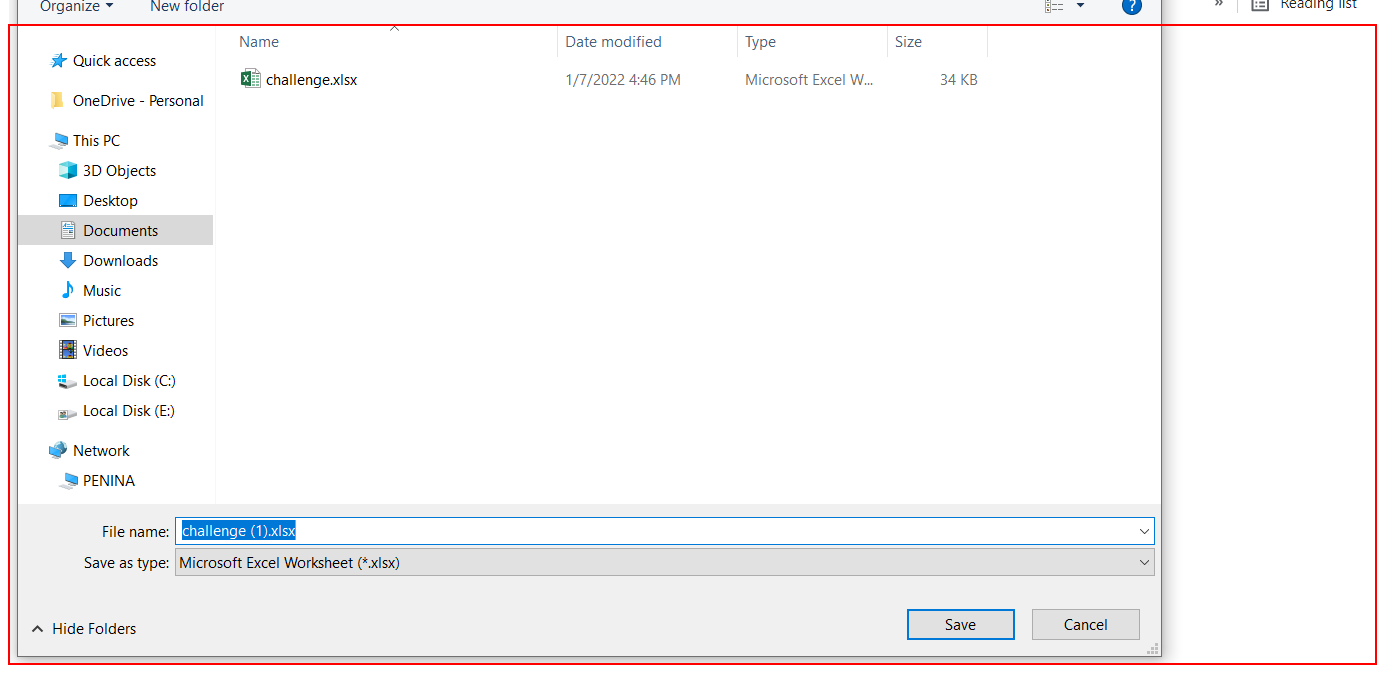 Organize New folder ? » Reading list
Name Date modified Type Size
Quick access
challenge.xlsx 1/7/2022 4:46 PM Microsoft Excel W... 34 KB
OneDrive - Personal
This PC
3D Objects
Desktop
Documents
Downloads
Music
Pictures
Videos
Local Disk (C:)
Local Disk (E:)
Network
PENINA
File name: challenge (1).xlsx
Save as type: Microsoft Excel Worksheet (*.xlsx)
Hide Folders Save Cancel